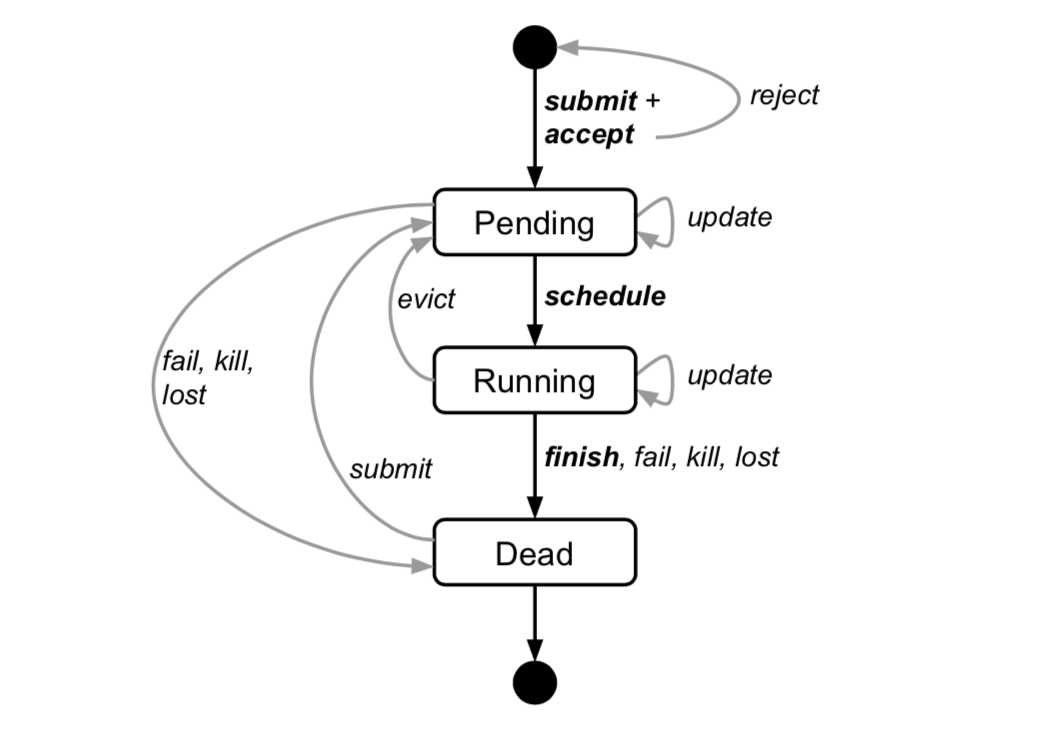 submit +
accept
reject
Pending
update
evict
schedule
fail, kill,
lost
Running
update
submit
finish, fail, kill, lost
Dead